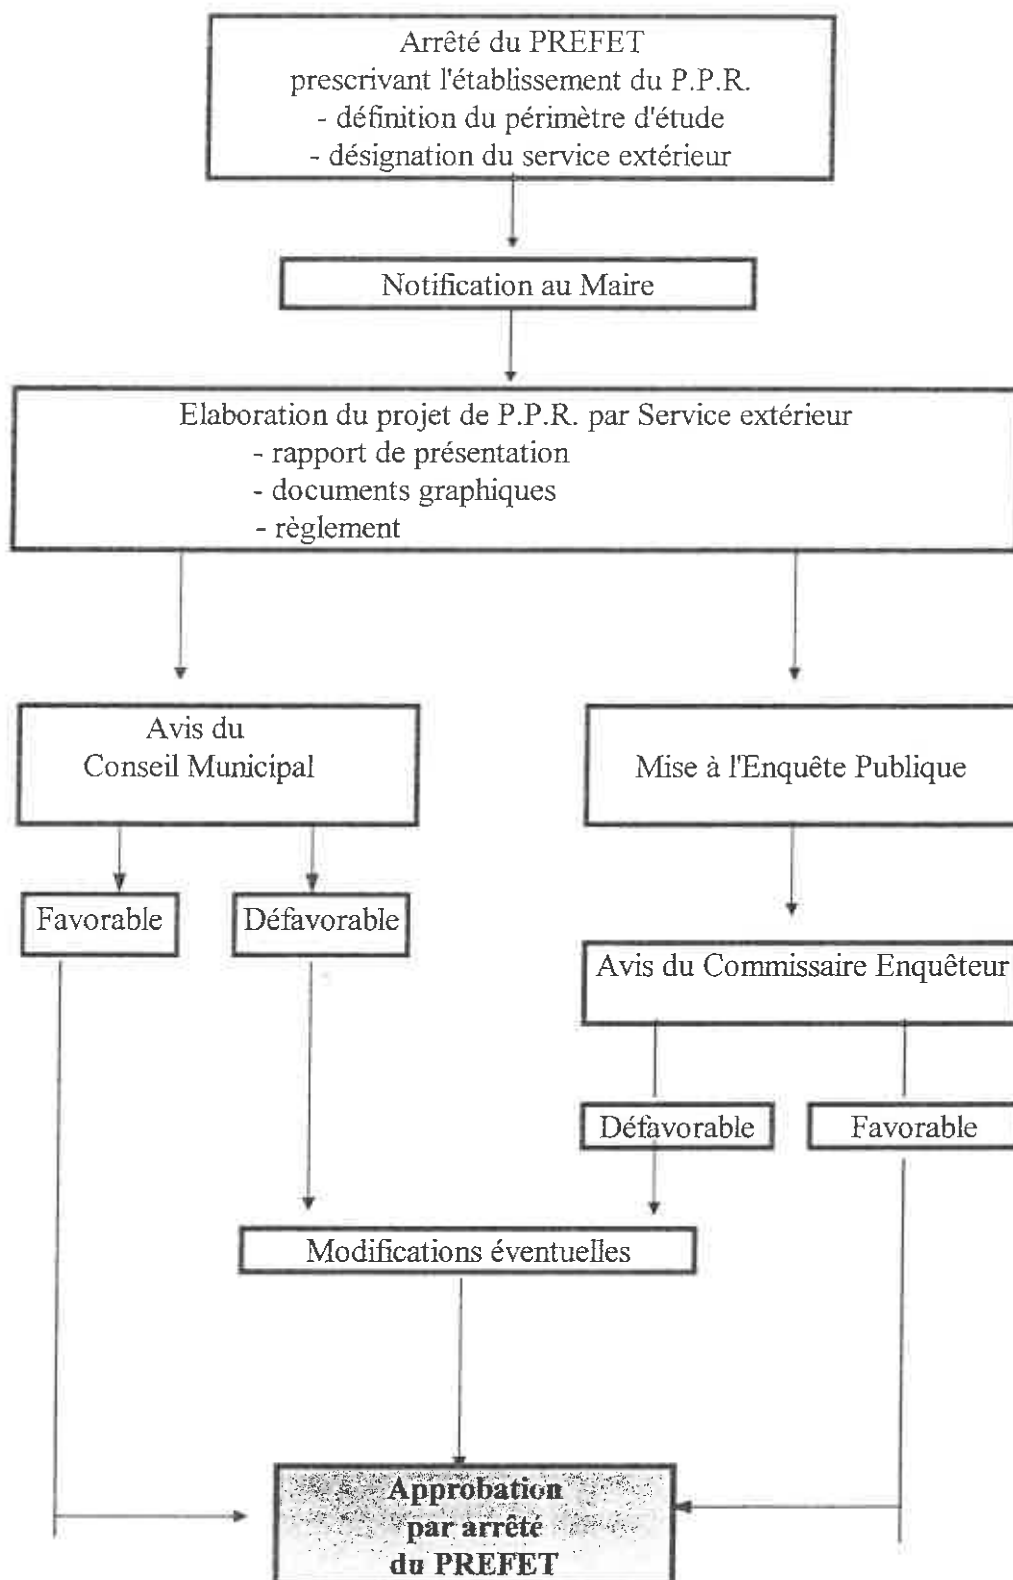 Arrêté du PREFET
prescrivant l'établissement du P.P.R.
- définition du périmètre d'étude
- désignation du service extérieur
Notification au Maire
Elaboration du projet de P.P.R. par Service extérieur
- rapport de présentation
- documents graphiques
- règlement
Avis du
Conseil Municipal
Mise à l'Enquête Publique
Favorable
Défavorable
Avis du Commissaire Enquêteur
Défavorable
Favorable
Modifications éventuelles
Approbation
par arrêté
du PREFET